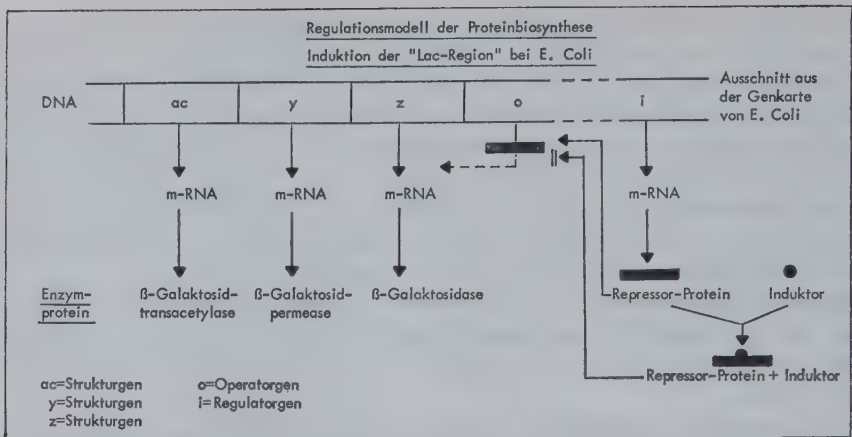 Regulationsmodell der Proteinbiosynthese
Induktion der "Lac-Region" bei E. Coli
DNA
ac
y
z
o
i
Ausschnitt aus
der Genkarte
von E. Coli
m-RNA
m-RNA
m-RNA
m-RNA
Enzym-
protein
ß-Galaktosid-
transacetylase
ß-Galaktosid-
permease
ß-Galaktosidase
Repressor-Protein
Induktor
Repressor-Protein + Induktor
ac=Strukturgen
y=Strukturgen
z=Strukturgen
o=Operatorgen
i=Regulatorgen